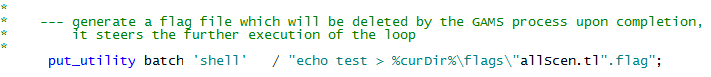 *
*    --- generate a flag file which will be deleted by the GAMS process upon completion,
*        it steers the further execution of the loop
*
     put_utility batch 'shell'   / "echo test > %curDir%\flags\"allScen.tl".flag";